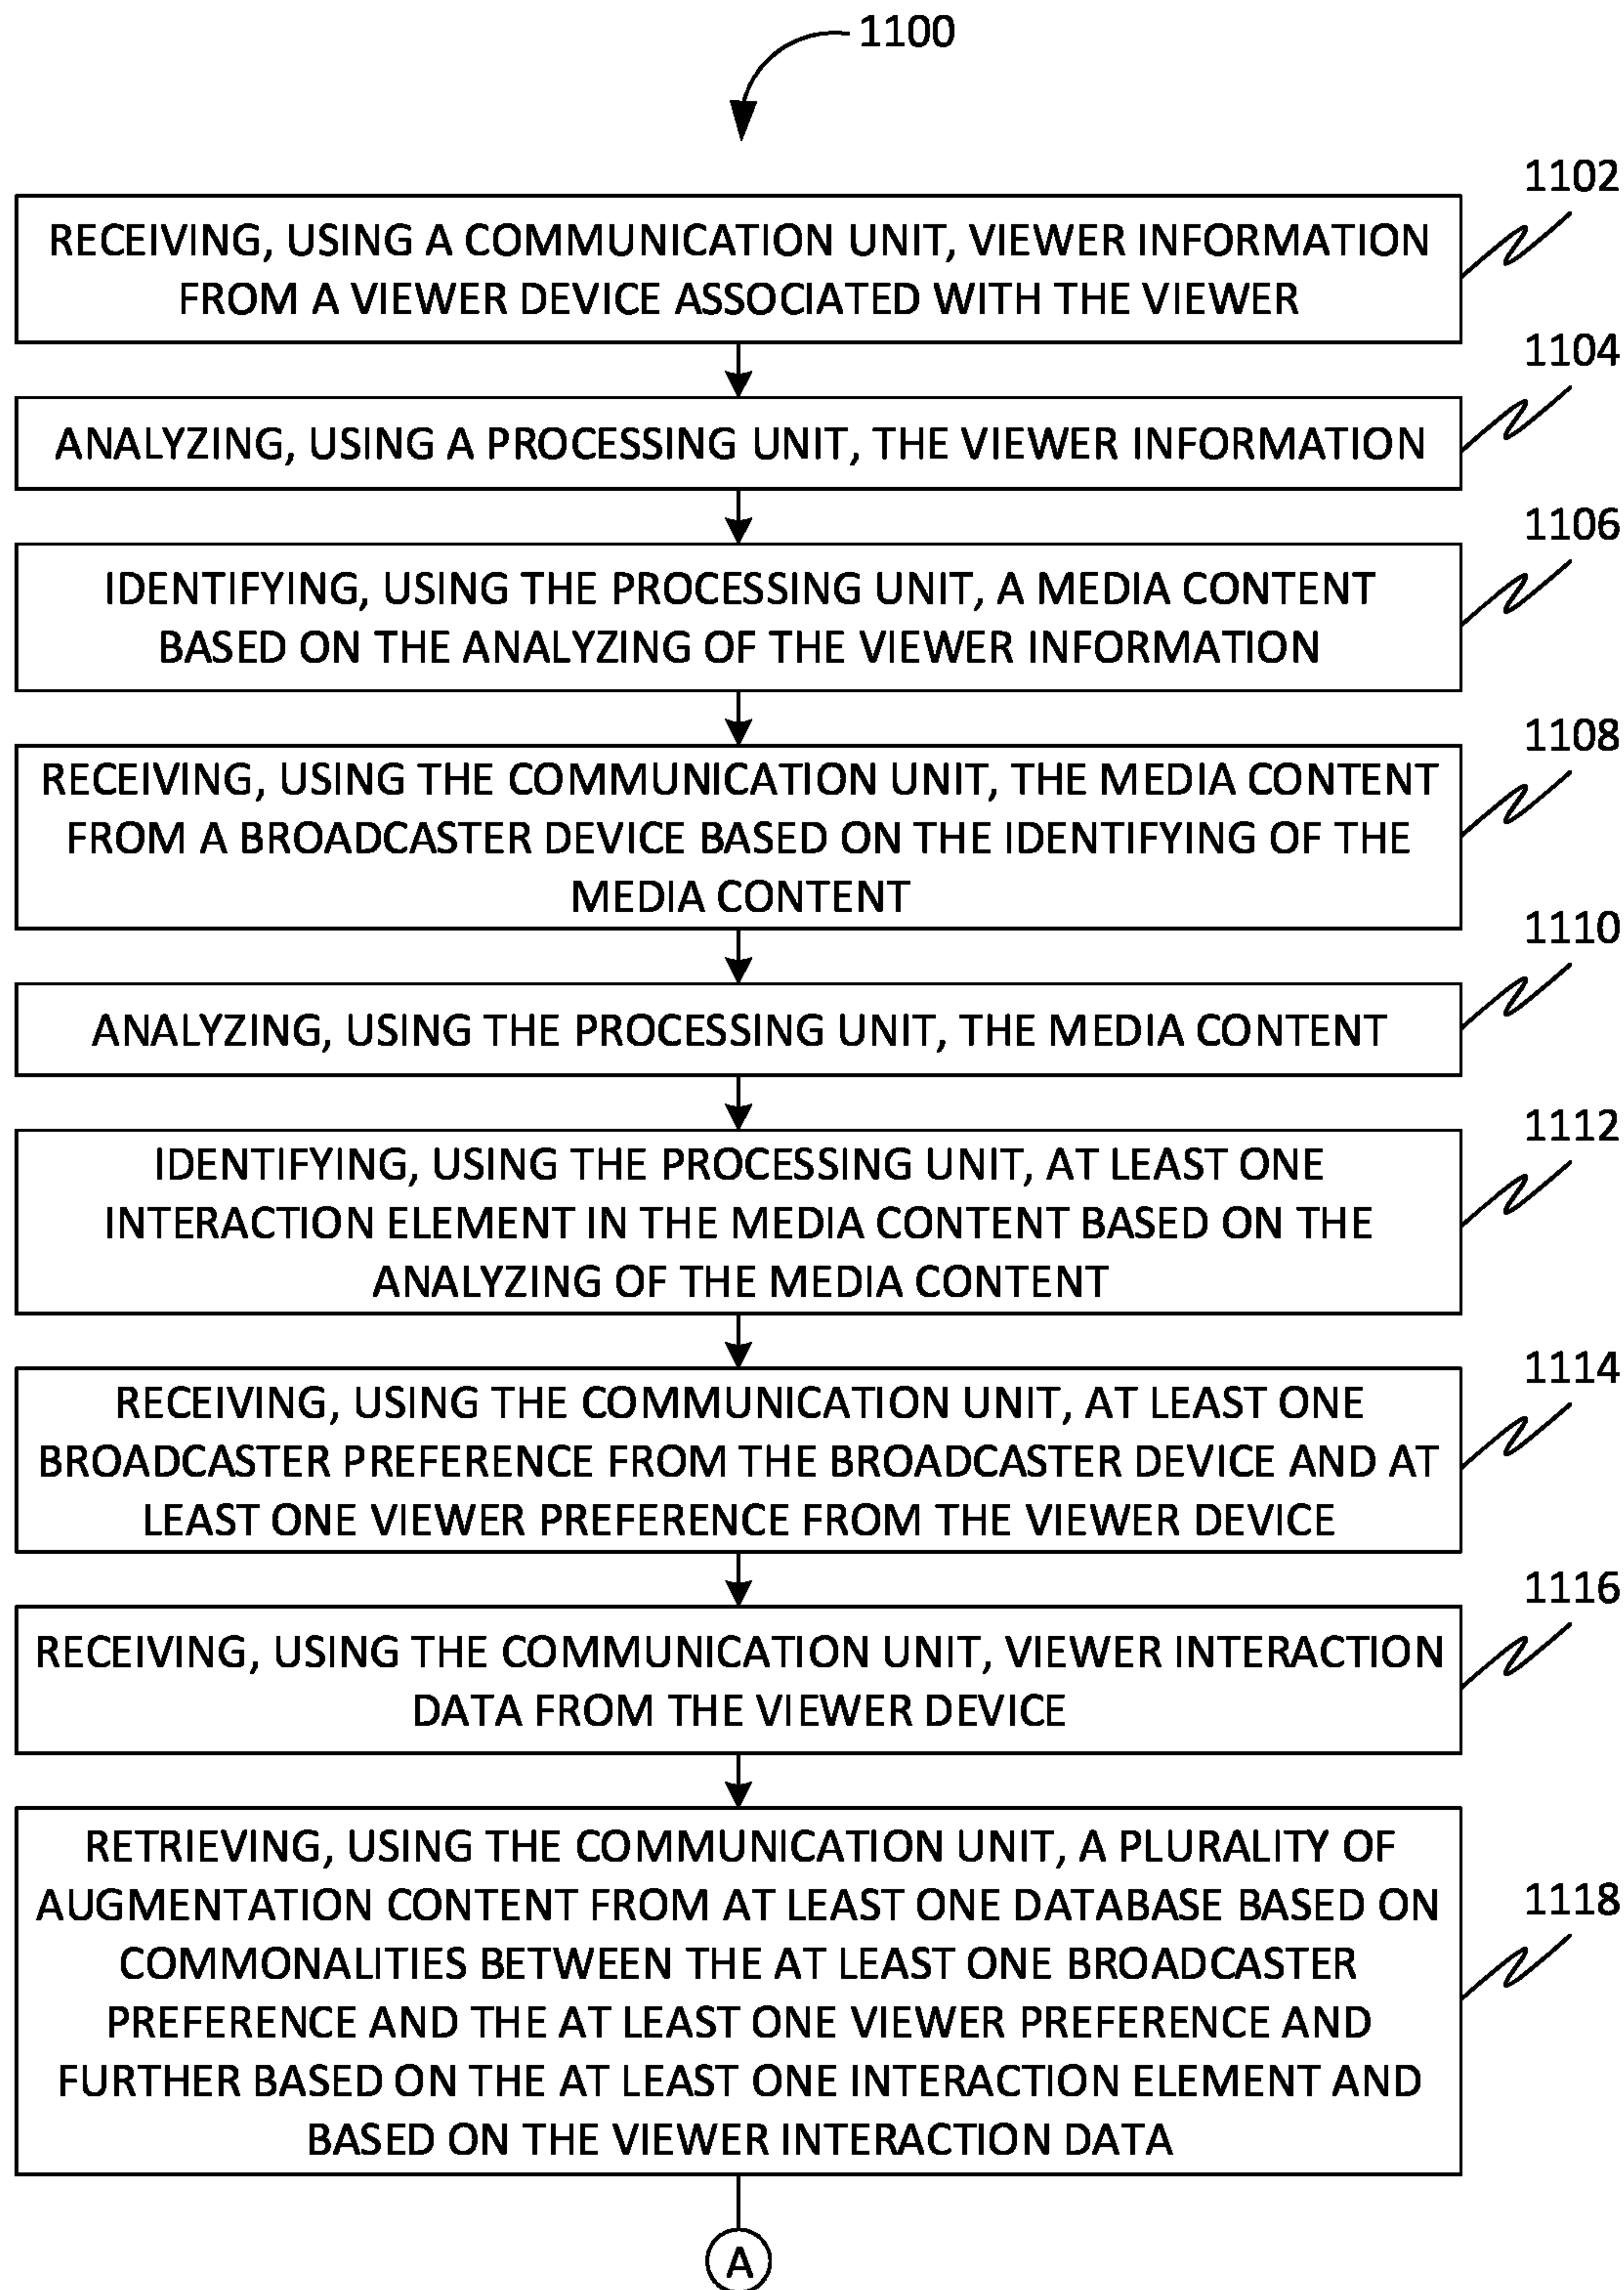 1100
1102
RECEIVING, USING A COMMUNICATION UNIT, VIEWER INFORMATION
FROM A VIEWER DEVICE ASSOCIATED WITH THE VIEWER
1104
ANALYZING, USING A PROCESSING UNIT, THE VIEWER INFORMATION
1106
IDENTIFYING, USING THE PROCESSING UNIT, A MEDIA CONTENT
BASED ON THE ANALYZING OF THE VIEWER INFORMATION
1108
RECEIVING, USING THE COMMUNICATION UNIT, THE MEDIA CONTENT
FROM A BROADCASTER DEVICE BASED ON THE IDENTIFYING OF THE
MEDIA CONTENT
1110
ANALYZING, USING THE PROCESSING UNIT, THE MEDIA CONTENT
1112
IDENTIFYING, USING THE PROCESSING UNIT, AT LEAST ONE
INTERACTION ELEMENT IN THE MEDIA CONTENT BASED ON THE
ANALYZING OF THE MEDIA CONTENT
1114
RECEIVING, USING THE COMMUNICATION UNIT, AT LEAST ONE
BROADCASTER PREFERENCE FROM THE BROADCASTER DEVICE AND AT
LEAST ONE VIEWER PREFERENCE FROM THE VIEWER DEVICE
1116
RECEIVING, USING THE COMMUNICATION UNIT, VIEWER INTERACTION
DATA FROM THE VIEWER DEVICE
1118
RETRIEVING, USING THE COMMUNICATION UNIT, A PLURALITY OF
AUGMENTATION CONTENT FROM AT LEAST ONE DATABASE BASED ON
COMMONALITIES BETWEEN THE AT LEAST ONE BROADCASTER
PREFERENCE AND THE AT LEAST ONE VIEWER PREFERENCE AND
FURTHER BASED ON THE AT LEAST ONE INTERACTION ELEMENT AND
BASED ON THE VIEWER INTERACTION DATA
A